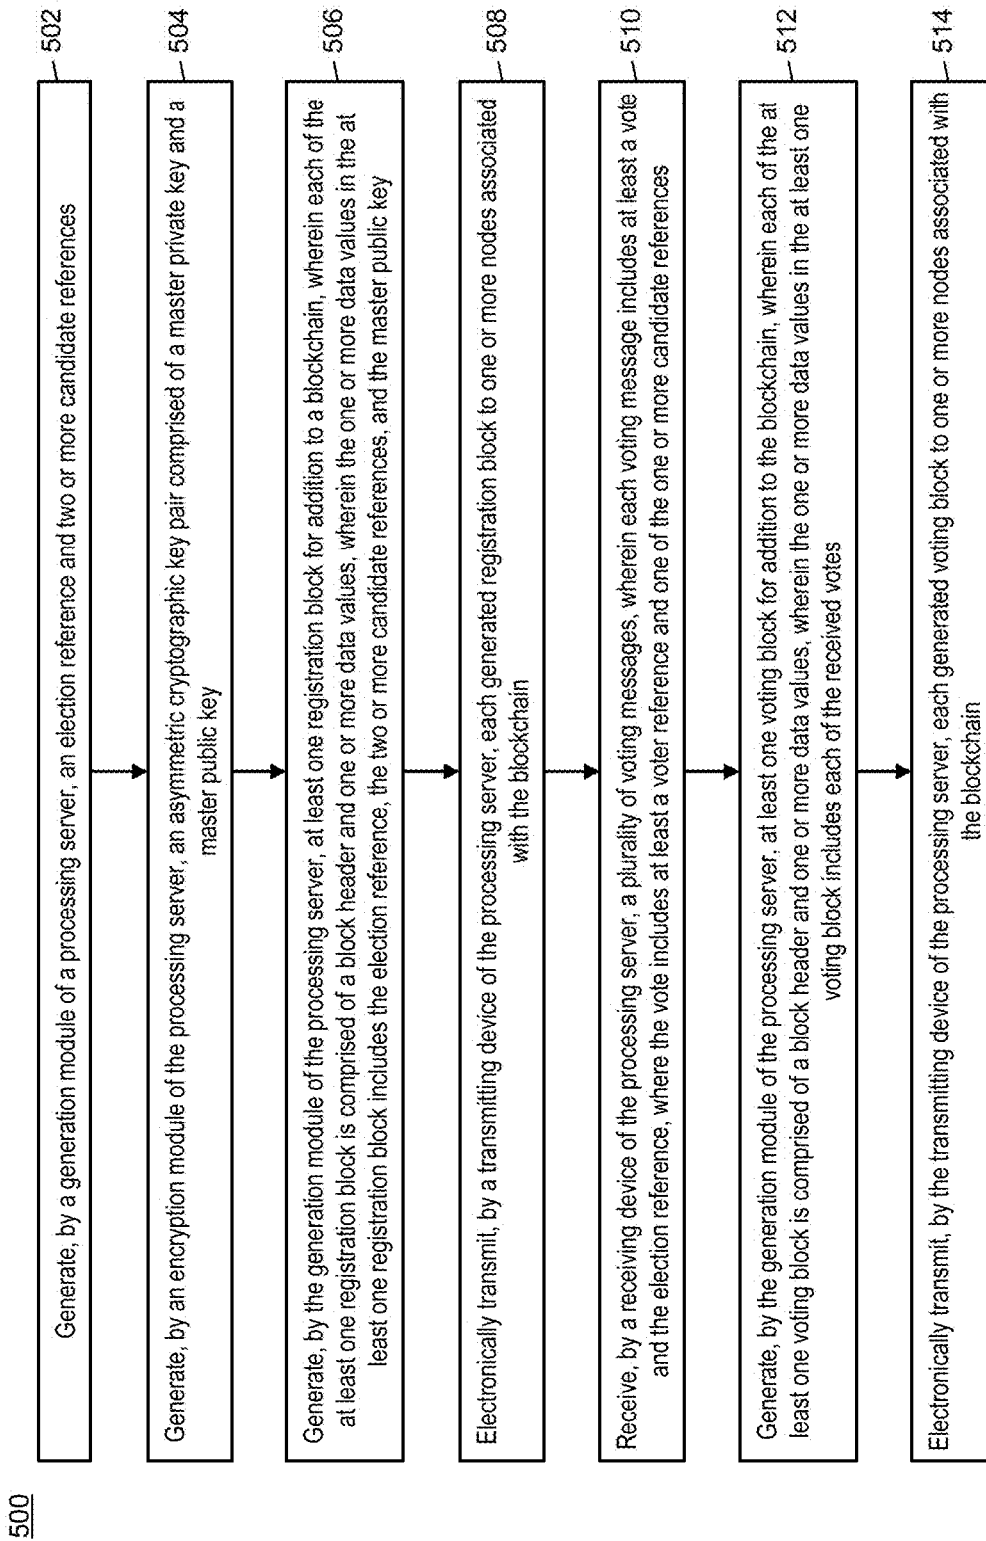 500
Generate, by a generation module of a processing server, an election reference and two or more candidate references
502
Generate, by an encryption module of the processing server, an asymmetric cryptographic key pair comprised of a master private key and a
master public key
504
Generate, by the generation module of the processing server, at least one registration block for addition to a blockchain, wherein each of the
at least one registration block is comprised of a block header and one or more data values, wherein the one or more data values in the at
least one registration block includes the election reference, the two or more candidate references, and the master public key
506
Electronically transmit, by a transmitting device of the processing server, each generated registration block to one or more nodes associated
with the blockchain
508
Receive, by a receiving device of the processing server, a plurality of voting messages, wherein each voting message includes at least a vote
and the election reference, where the vote includes at least a voter reference and one of the one or more candidate references
510
Generate, by the generation module of the processing server, at least one voting block for addition to the blockchain, wherein each of the at
least one voting block is comprised of a block header and one or more data values, wherein the one or more data values in the at least one
voting block includes each of the received votes
512
Electronically transmit, by the transmitting device of the processing server, each generated voting block to one or more nodes associated with
the blockchain
514